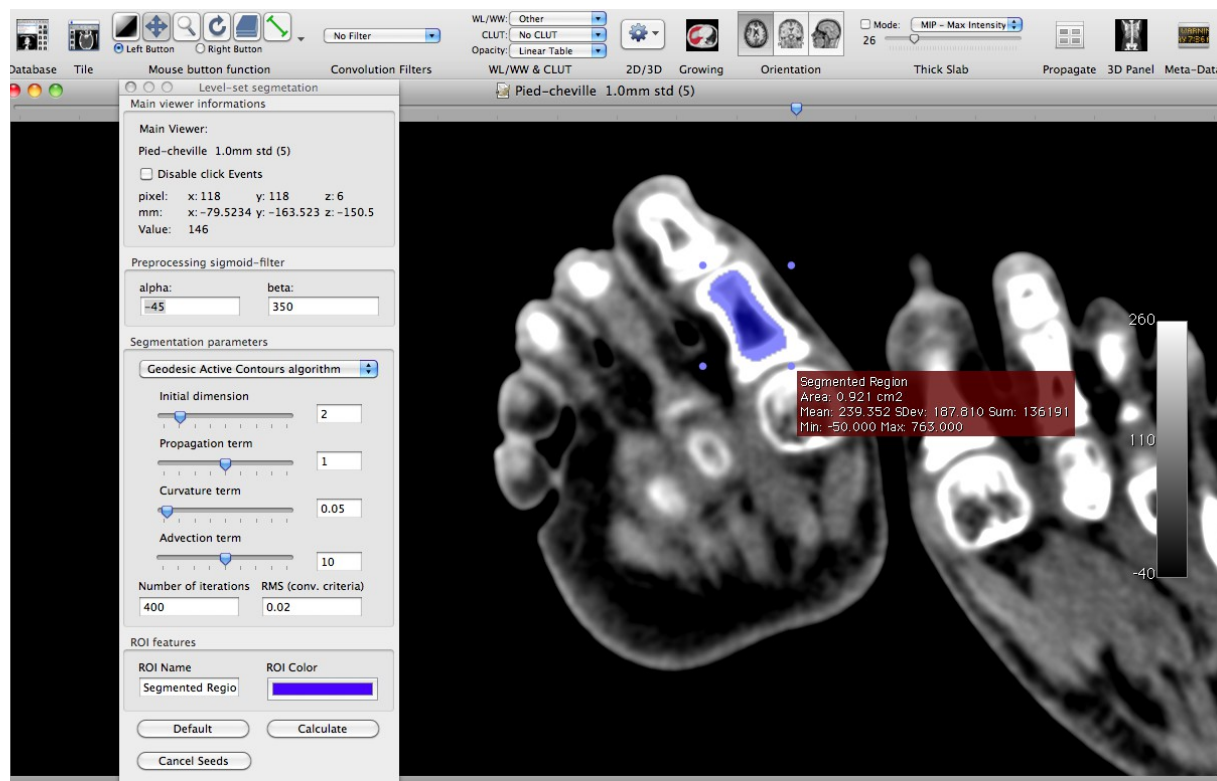 WL/WW: Other
CLUT: No CLUT
Opacity: Linear Table
No Filter
Left Button Right Button
Mode: MIP - Max Intensity
26
Database Tile Mouse button function Convolution Filters WL/WW & CLUT 2D/3D Growing Orientation Thick Slab Propagate 3D Panel Meta-Data
Level-set segmetation
Pied-cheville 1.0mm std (5)
Main viewer informations
Main Viewer:
Pied-cheville 1.0mm std (5)
Disable click Events
pixel: x: 118 y: 118 z: 6
mm: x: -79.5234 y: -163.523 z: -150.5
Value: 146
Preprocessing sigmoid-filter
alpha: beta:
-45 350
Segmentation parameters
Geodesic Active Contours algorithm
Initial dimension
2
Propagation term
1
Curvature term
0.05
Advection term
10
Number of iterations RMS (conv. criteria)
400 0.02
ROI features
ROI Name ROI Color
Segmented Regio
Default Calculate
Cancel Seeds
Segmented Region
Area: 0.921 cm2
Mean: 239.352 SDev: 187.810 Sum: 136191
Min: -50.000 Max: 763.000
260
110
-40